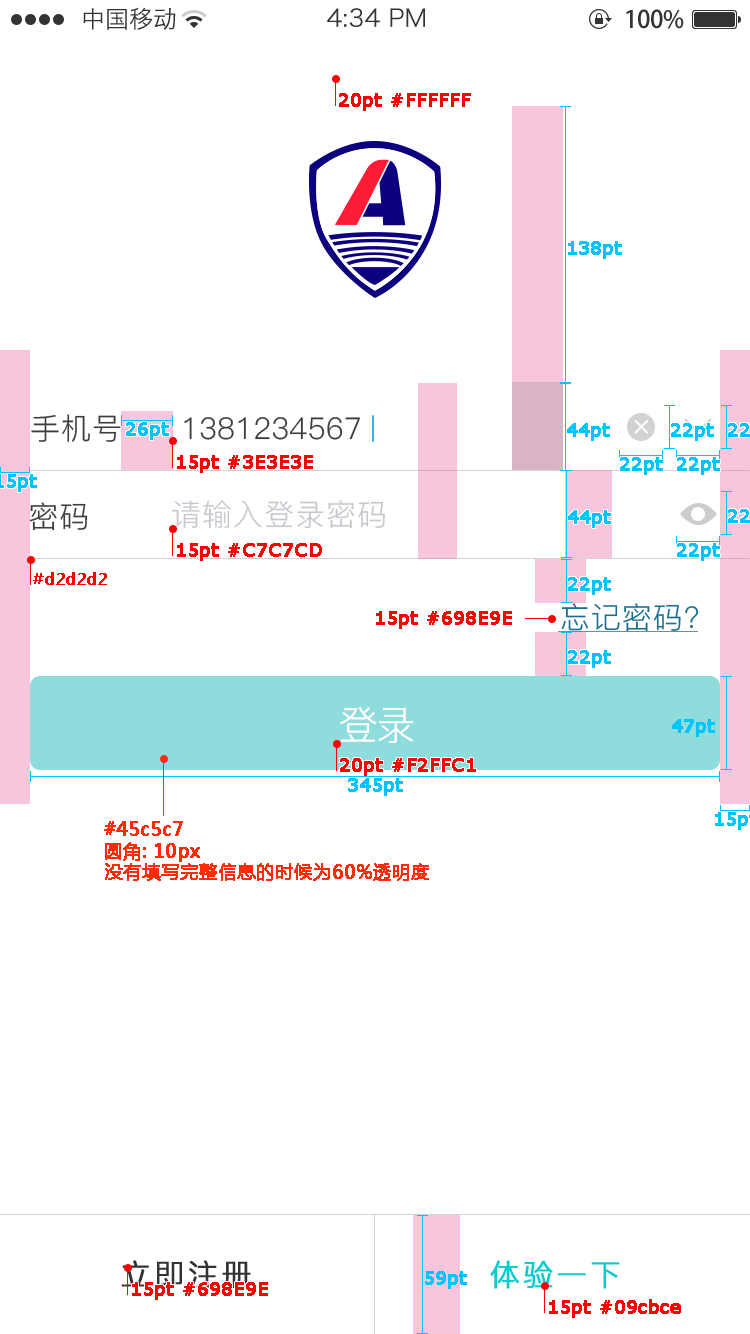 中国移动 4:34 PM 100%
20pt #FFFFFF
A
138pt
手机号 26pt 1381234567 44pt 22pt 22
15pt #3E3E3E 22pt 22pt
15pt
密码 请输入登录密码 44pt 22
15pt #C7C7CD 22pt
#d2d2d2 22pt
15pt #698E9E 忘记密码?
22pt
登录 47pt
20pt #F2FFC1
345pt
15pt
#45c5c7
圆角: 10px
没有填写完整信息的时候为60%透明度
立即注册 59pt 体验一下
15pt #698E9E 15pt #09cbce